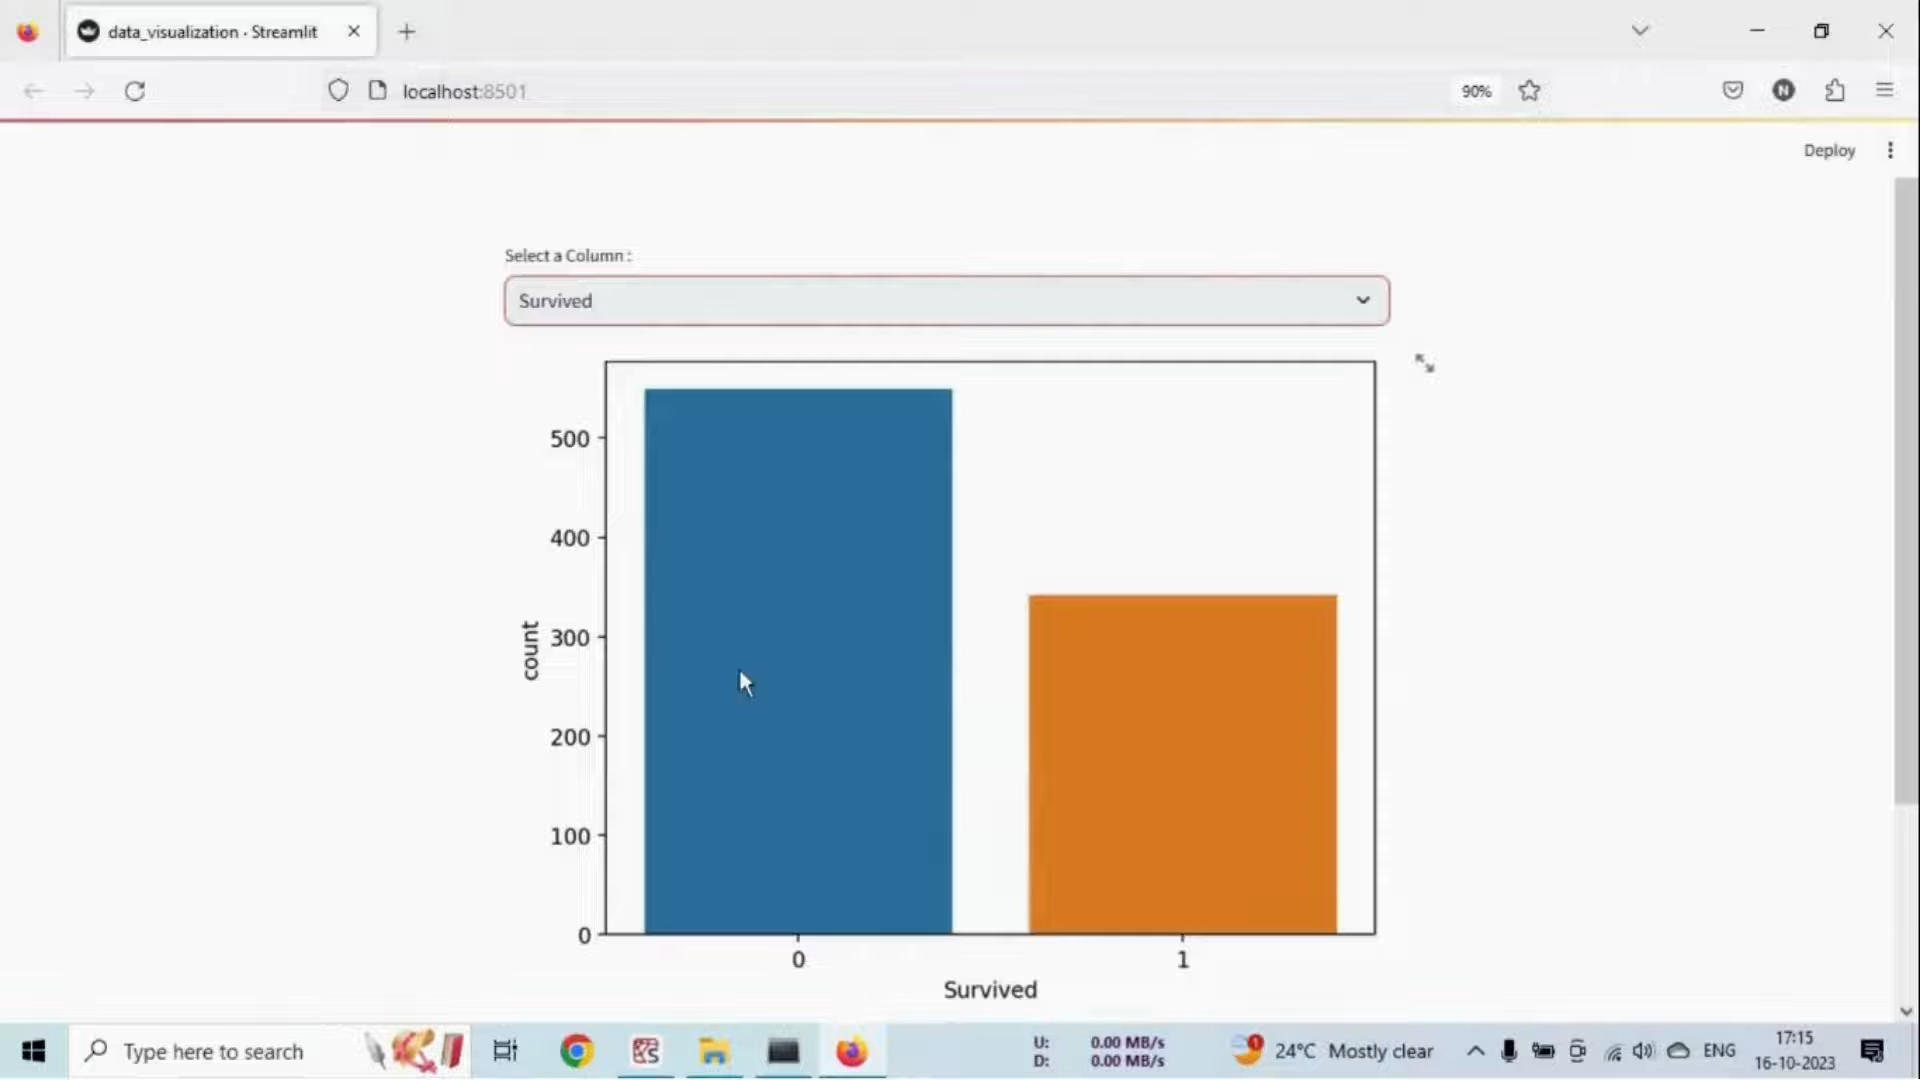 data_visualization · Streamlit
localhost:8501
90%
N
Deploy
Select a Column :
Survived
500
400
300
200
100
0
count
0 1
Survived
Type here to search
U: 0.00 MB/s
D: 0.00 MB/s
1
24°C Mostly clear
ENG
17:15
16-10-2023